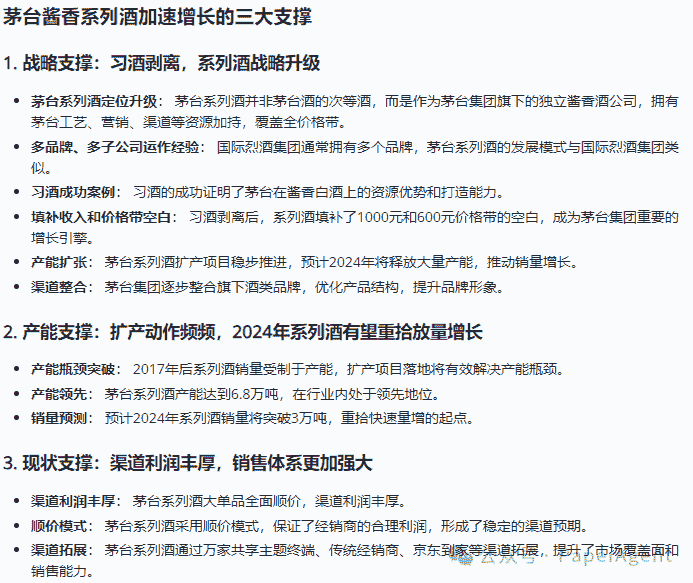 茅台酱香系列酒加速增长的三大支撑
1. 战略支撑：习酒剥离，系列酒战略升级
• 茅台系列酒定位升级： 茅台系列酒并非茅台酒的次等酒，而是作为茅台集团旗下的独立酱香酒公司，拥有
茅台工艺、营销、渠道等资源加持，覆盖全价格带。
• 多品牌、多子公司运作经验： 国际烈酒集团通常拥有多个品牌，茅台系列酒的发展模式与国际烈酒集团类
似。
• 习酒成功案例： 习酒的成功证明了茅台在酱香白酒上的资源优势和打造能力。
• 填补收入和价格带空白： 习酒剥离后，系列酒填补了1000元和600元价格带的空白，成为茅台集团重要的
增长引擎。
• 产能扩张： 茅台系列酒扩产项目稳步推进，预计2024年将释放大量产能，推动销量增长。
• 渠道整合： 茅台集团逐步整合旗下酒类品牌，优化产品结构，提升品牌形象。
2. 产能支撑：扩产动作频频，2024年系列酒有望重拾放量增长
• 产能瓶颈突破： 2017年后系列酒销量受制于产能，扩产项目落地将有效解决产能瓶颈。
• 产能领先： 茅台系列酒产能达到6.8万吨，在行业内处于领先地位。
• 销量预测： 预计2024年系列酒销量将突破3万吨，重拾快速量增的起点。
3. 现状支撑：渠道利润丰厚，销售体系更加强大
• 渠道利润丰厚： 茅台系列酒大单品全面顺价，渠道利润丰厚。
• 顺价模式： 茅台系列酒采用顺价模式，保证了经销商的合理利润，形成了稳定的渠道预期。
• 渠道拓展： 茅台系列酒通过万家共享主题终端、传统经销商、京东到家等渠道拓展，提升了市场覆盖面和
销售能力。
公众号 · PaperAgent